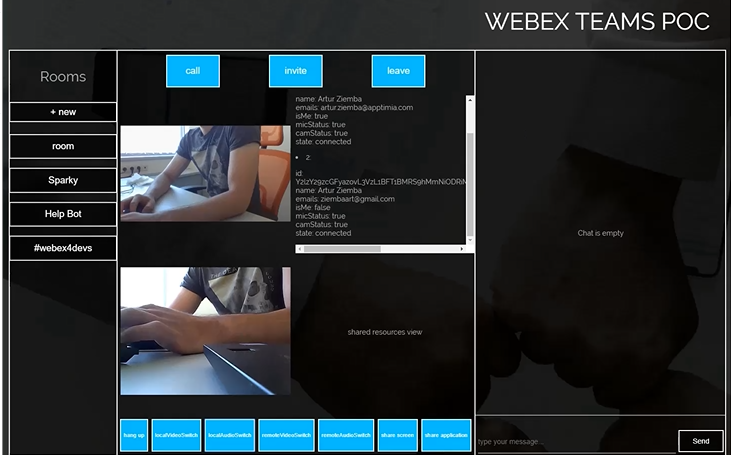 WEBEX TEAMS POC
Rooms
+ new
room
Sparky
Help Bot
#webex4devs
call
invite
leave
name: Artur Ziemba
emails: artur.ziemba@apptimia.com
isMe: true
micStatus: true
camStatus: true
state: connected
2:
id:
name: Artur Ziemba
emails: ziembaart@gmail.com
isMe: false
micStatus: true
camStatus: true
state: connected
shared resources view
hang up
localVideoSwitch
localAudioSwitch
remoteVideoSwitch
remoteAudioSwitch
share screen
share application
Chat is empty
type your message...
Send